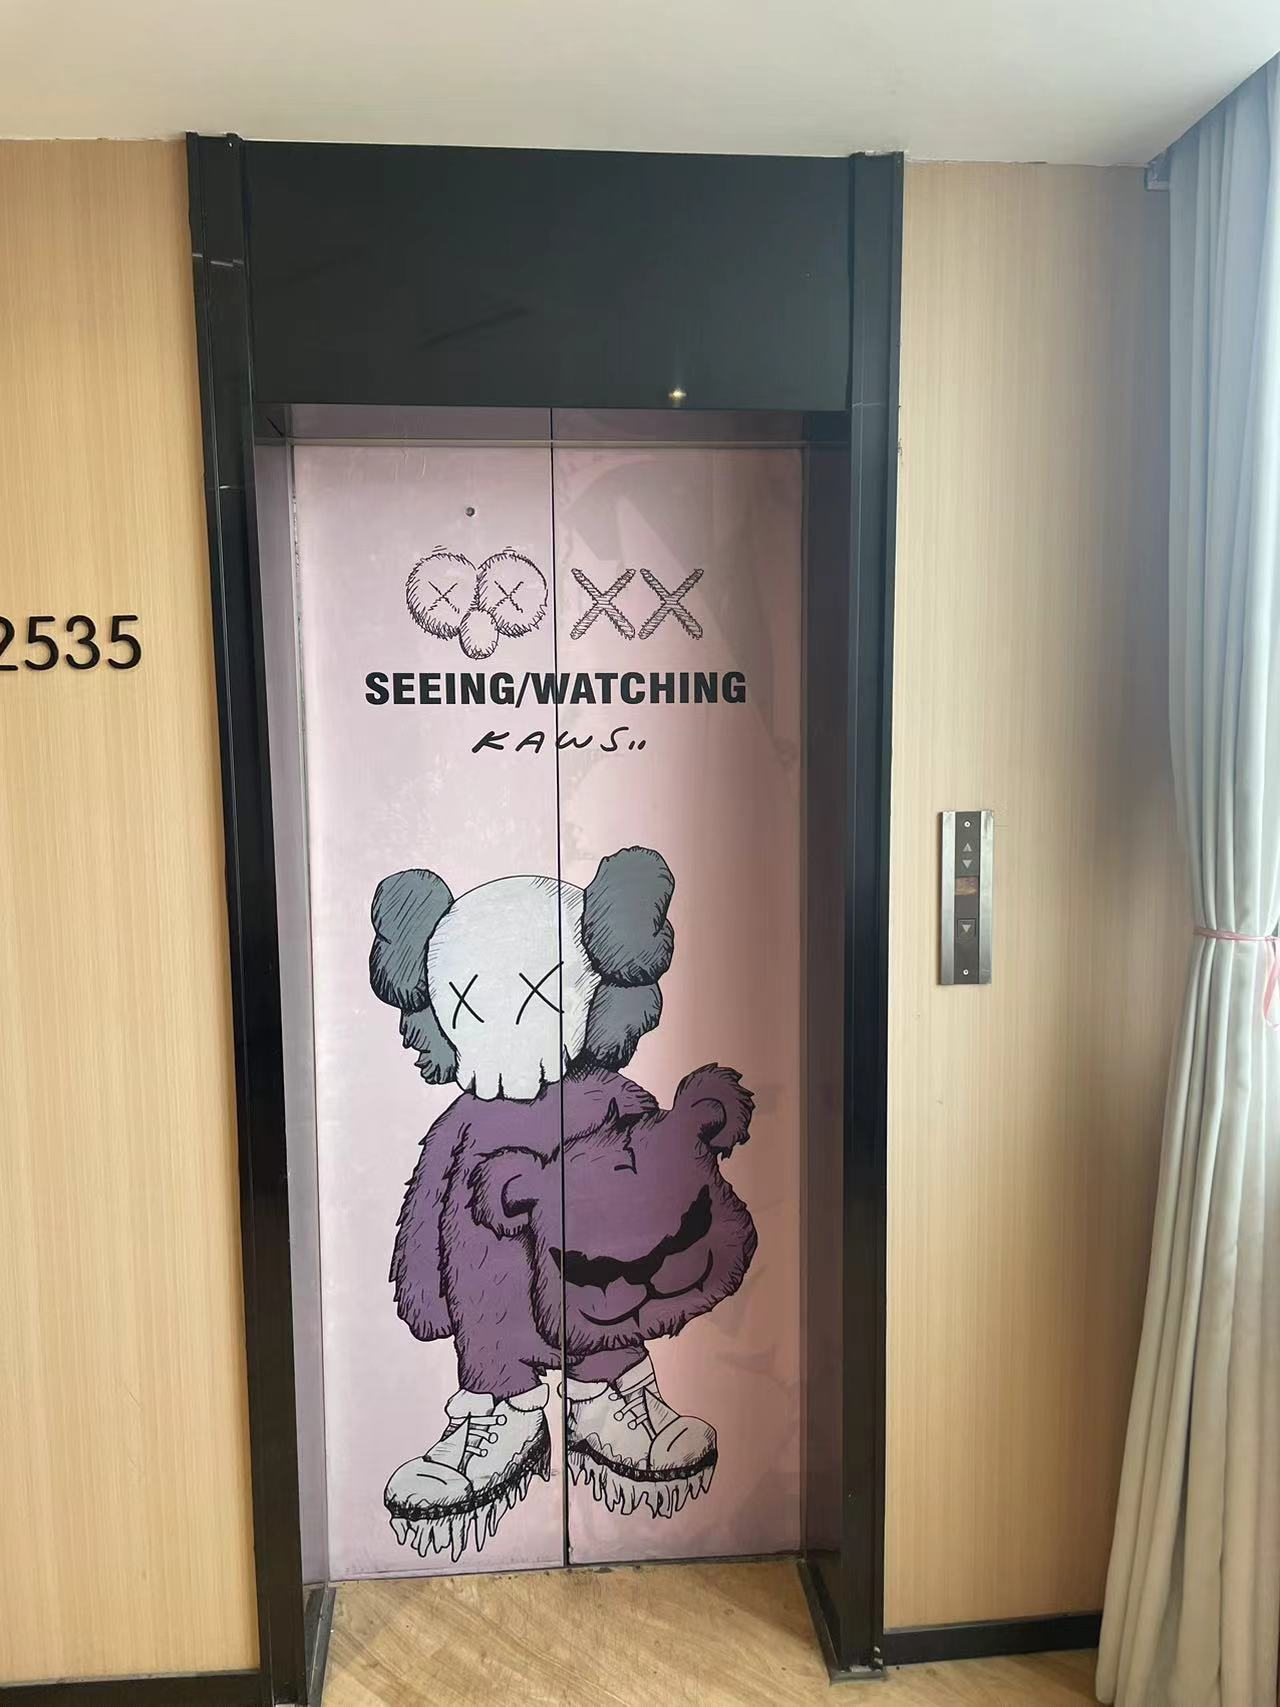 2535
XX
SEEING/WATCHING
KAWS..